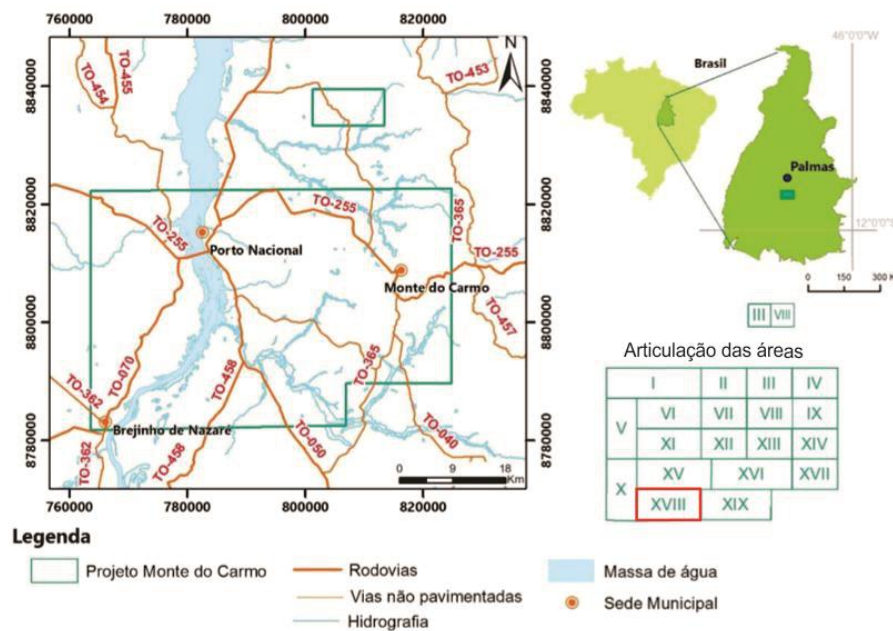 760000 780000 800000 820000
8840000
8820000
8800000
8780000
N
TO-455
TO-454
TO-453
TO-255
TO-255
TO-365
TO-255
Porto Nacional
Monte do Carmo
TO-457
TO-070
TO-458
TO-365
TO-362
Brejinho de Nazaré
TO-362
TO-458
TO-050
TO-040
0 9 18
Km
8840000
8820000
8800000
8780000
760000 780000 800000 820000
46°0'0"W
Brasil
Palmas
12°0'0"S
0 150 300 K
III VIII
Articulação das áreas
I II III IV
V VI VII VIII IX
XI XII XIII XIV
X XV XVI XVII
XVIII XIX
Legenda
Projeto Monte do Carmo
Rodovias
Vias não pavimentadas
Hidrografia
Massa de água
Sede Municipal